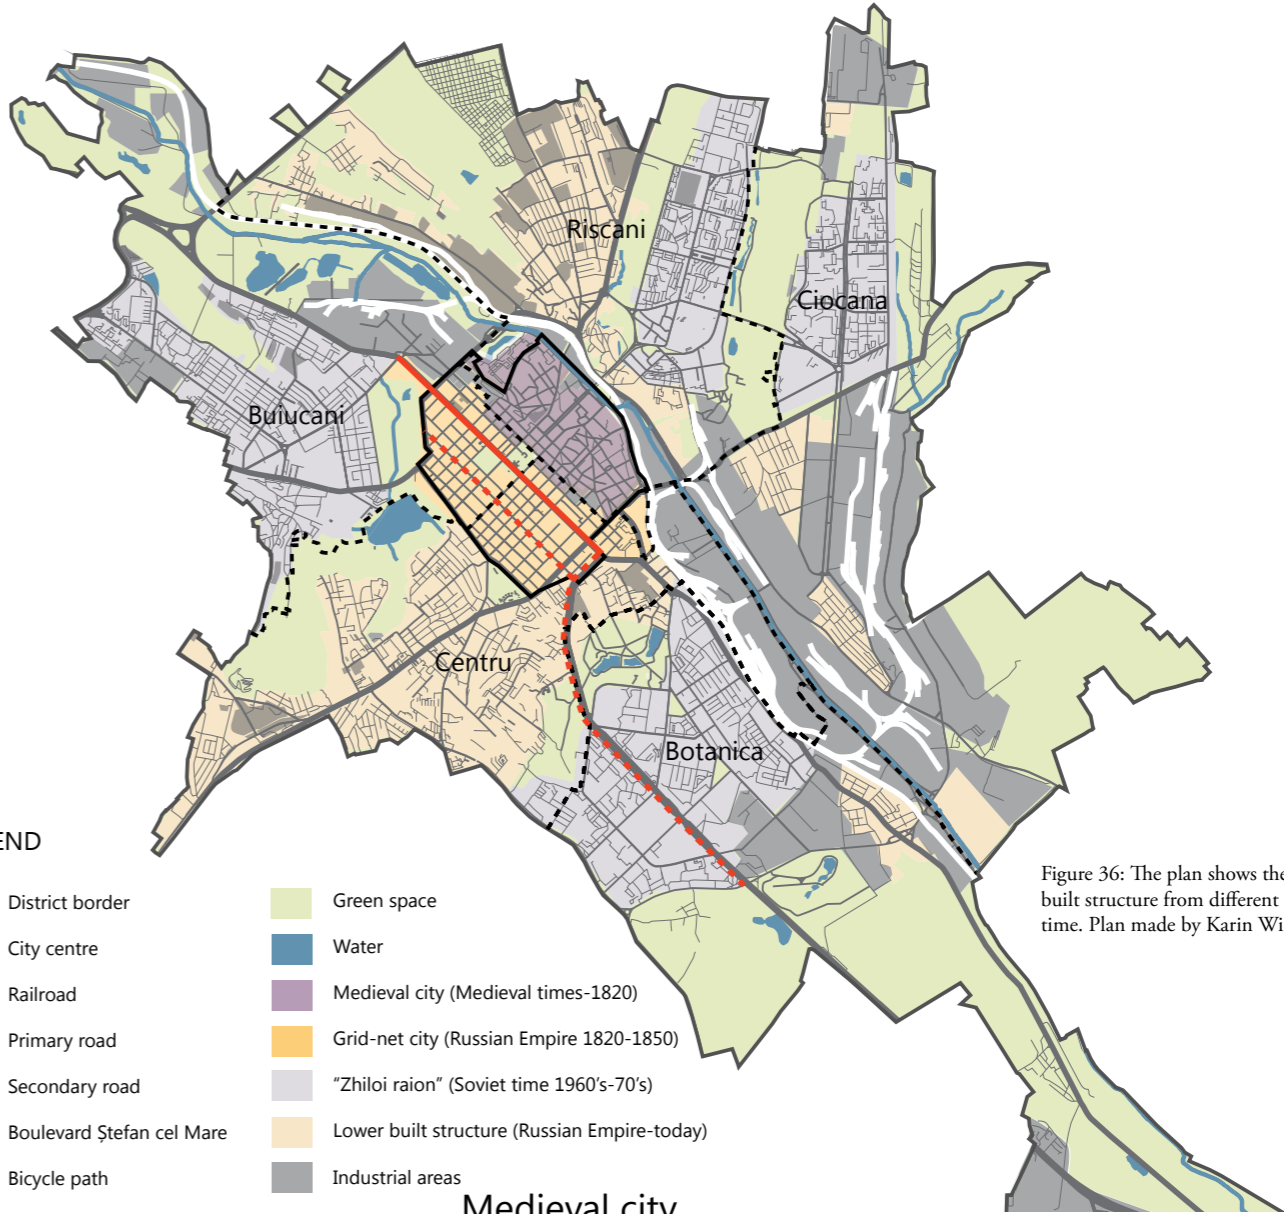 Riscani
Ciocana
Buiucani
Centru
Botanica
END
District border
City centre
Railroad
Primary road
Secondary road
Boulevard Ștefan cel Mare
Bicycle path
Green space
Water
Medieval city (Medieval times-1820)
Grid-net city (Russian Empire 1820-1850)
"Zhiloi raion" (Soviet time 1960's-70's)
Lower built structure (Russian Empire-today)
Industrial areas
Figure 36: The plan shows the
built structure from different
time. Plan made by Karin Wi
Medieval city